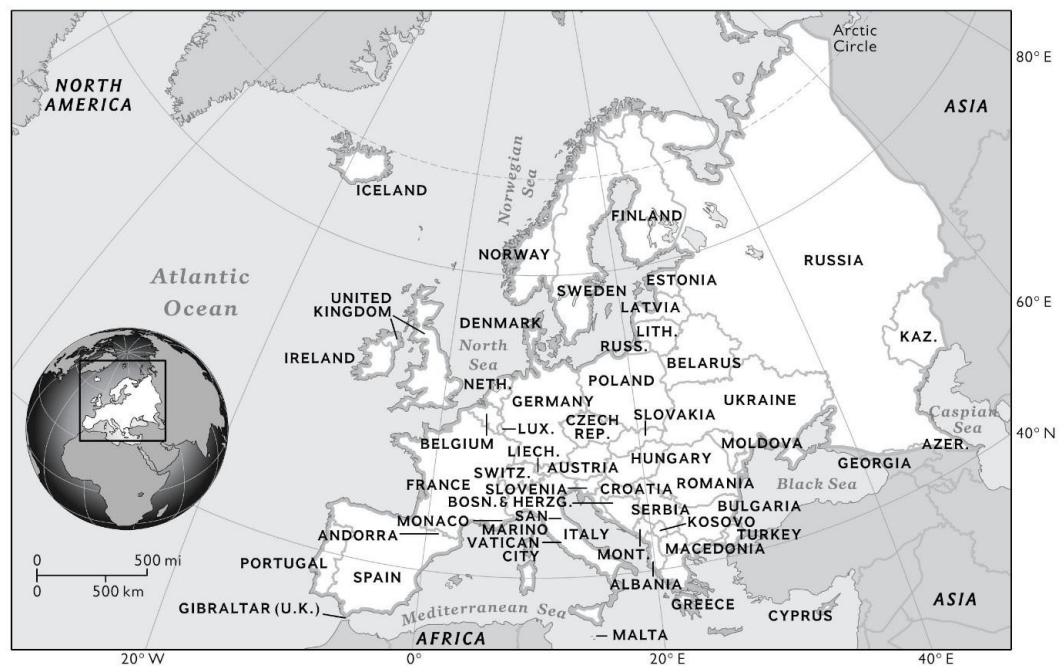 Arctic
Circle
80° E
NORTH
AMERICA
ASIA
ICELAND
Norwegian
Sea
FINLAND
NORWAY
RUSSIA
Atlantic
Ocean
SWEDEN
ESTONIA
LATVIA
UNITED
KINGDOM
DENMARK
60° E
LITH.
RUSS.
KAZ.
North
Sea
IRELAND
BELARUS
NETH.
POLAND
GERMANY
UKRAINE
SLOVAKIA
CZECH
REP.
Caspian
Sea
LUX.
BELGIUM
MOLDOVA
AZER.
40° N
LIECH.
HUNGARY
GEORGIA
AUSTRIA
SWITZ.
FRANCE
SLOVENIA
CROATIA
ROMANIA
Black Sea
BOSN. & HERZG.
SERBIA
BULGARIA
MONACO
SAN
MARINO
KOSOVO
ANDORRA
ITALY
TURKEY
VATICAN
CITY
MONT.
MACEDONIA
0 500 mi
0 500 km
PORTUGAL
SPAIN
ALBANIA
GREECE
ASIA
GIBRALTAR (U.K.)
Mediterranean Sea
CYPRUS
AFRICA
MALTA
20° W
0°
20° E
40° E